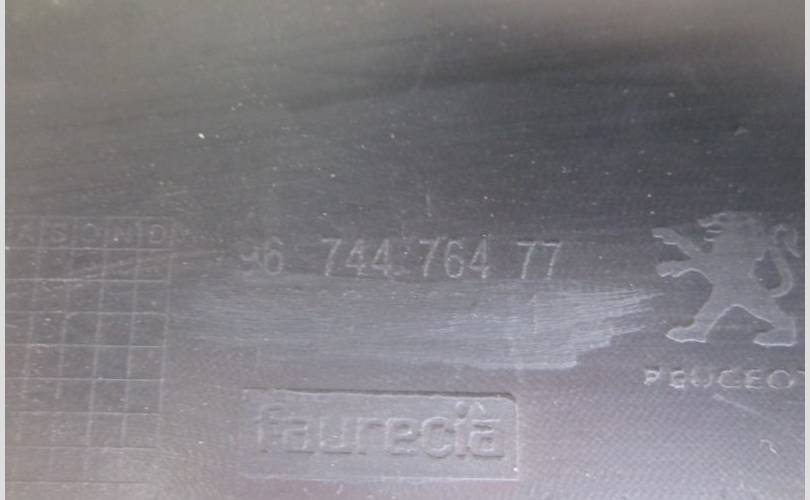 A S O N D
96 744 764 77
PEUGEOT
faurecia